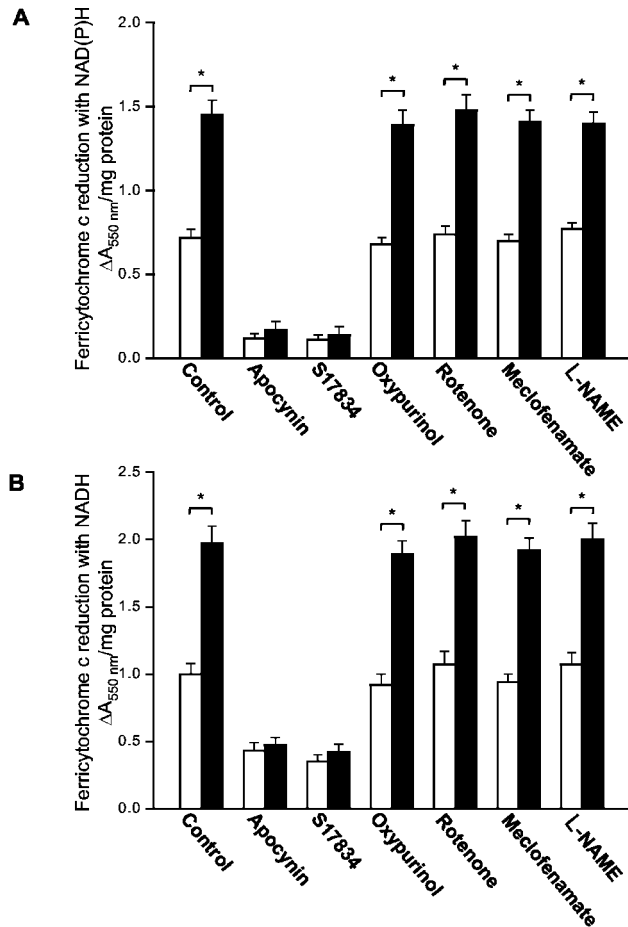 A
Ferricytochrome c reduction with NAD(P)H
ΔA550 nm/mg protein
2.0
1.5
1.0
0.5
0.0
* * * * *
Control
Apocynin
S17834
Oxypurinol
Rotenone
Meclofenamate
L-NAME
B
Ferricytochrome c reduction with NADH
ΔA550 nm/mg protein
2.5
2.0
1.5
1.0
0.5
0.0
* * * * *
Control
Apocynin
S17834
Oxypurinol
Rotenone
Meclofenamate
L-NAME